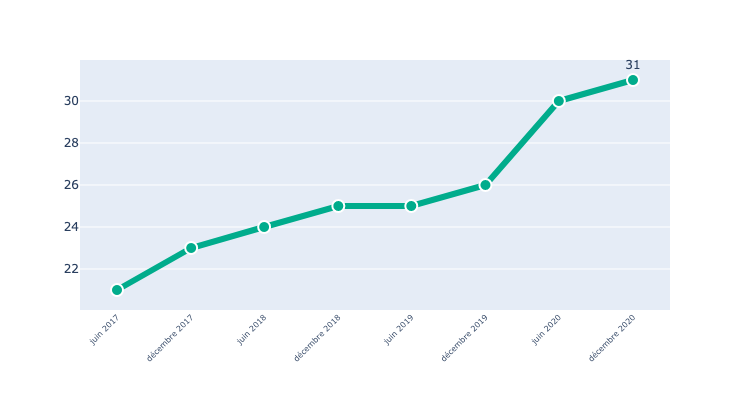 31
30
28
26
24
22
juin 2017
décembre 2017
juin 2018
décembre 2018
juin 2019
décembre 2019
juin 2020
décembre 2020